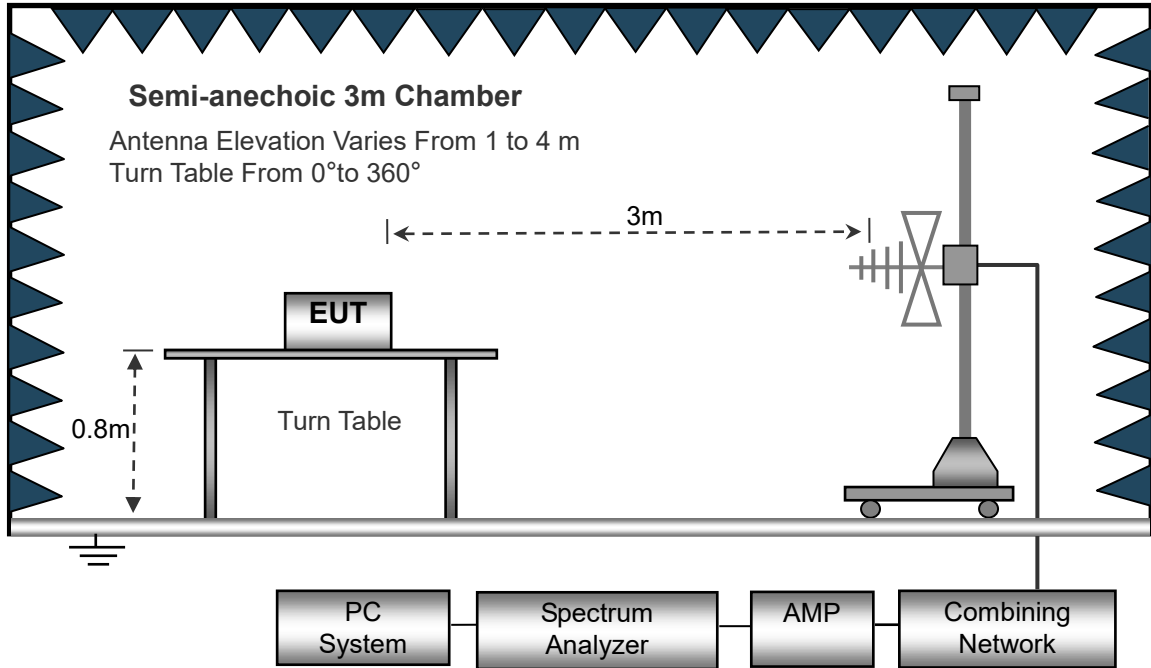 Semi-anechoic 3m Chamber
Antenna Elevation Varies From 1 to 4 m
Turn Table From 0°to 360°
3m
EUT
0.8m
Turn Table
PC
System
Spectrum
Analyzer
AMP
Combining
Network